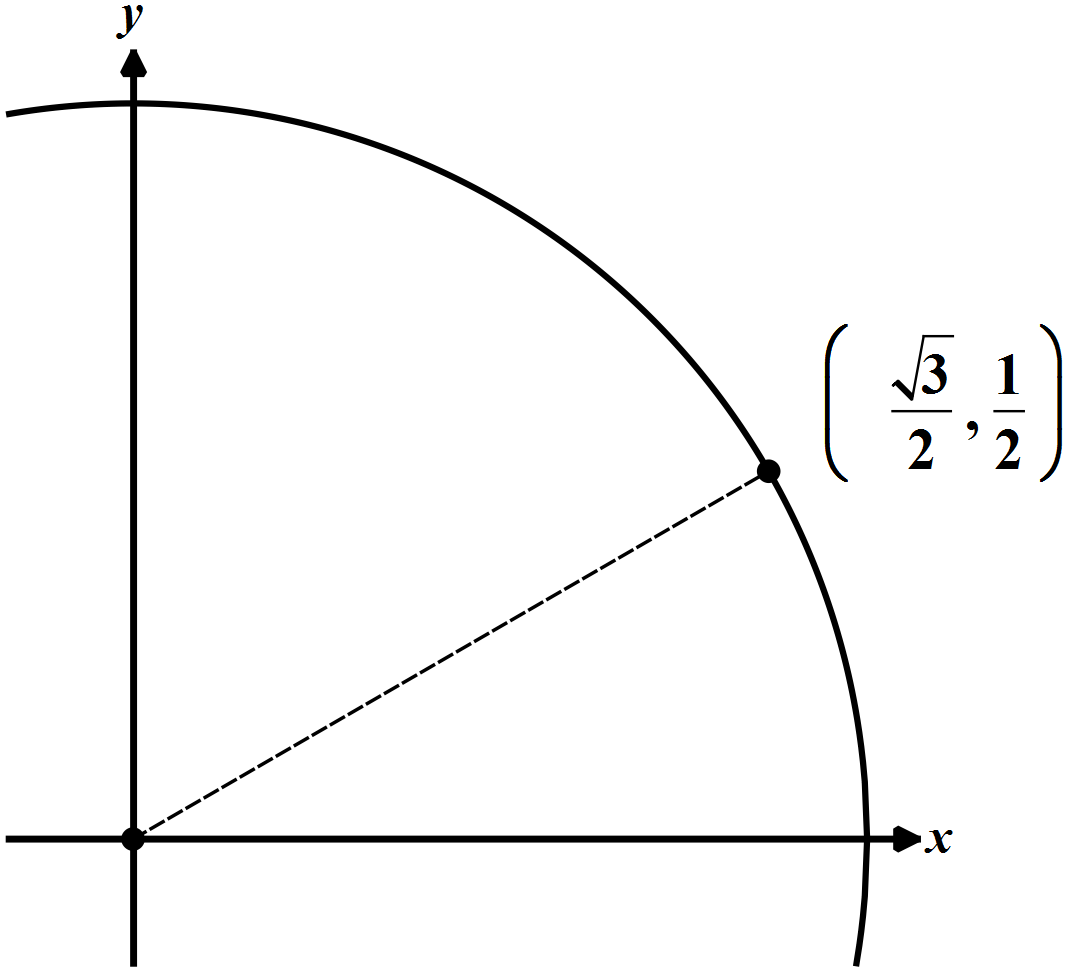 y
(√3/2, 1/2)
x